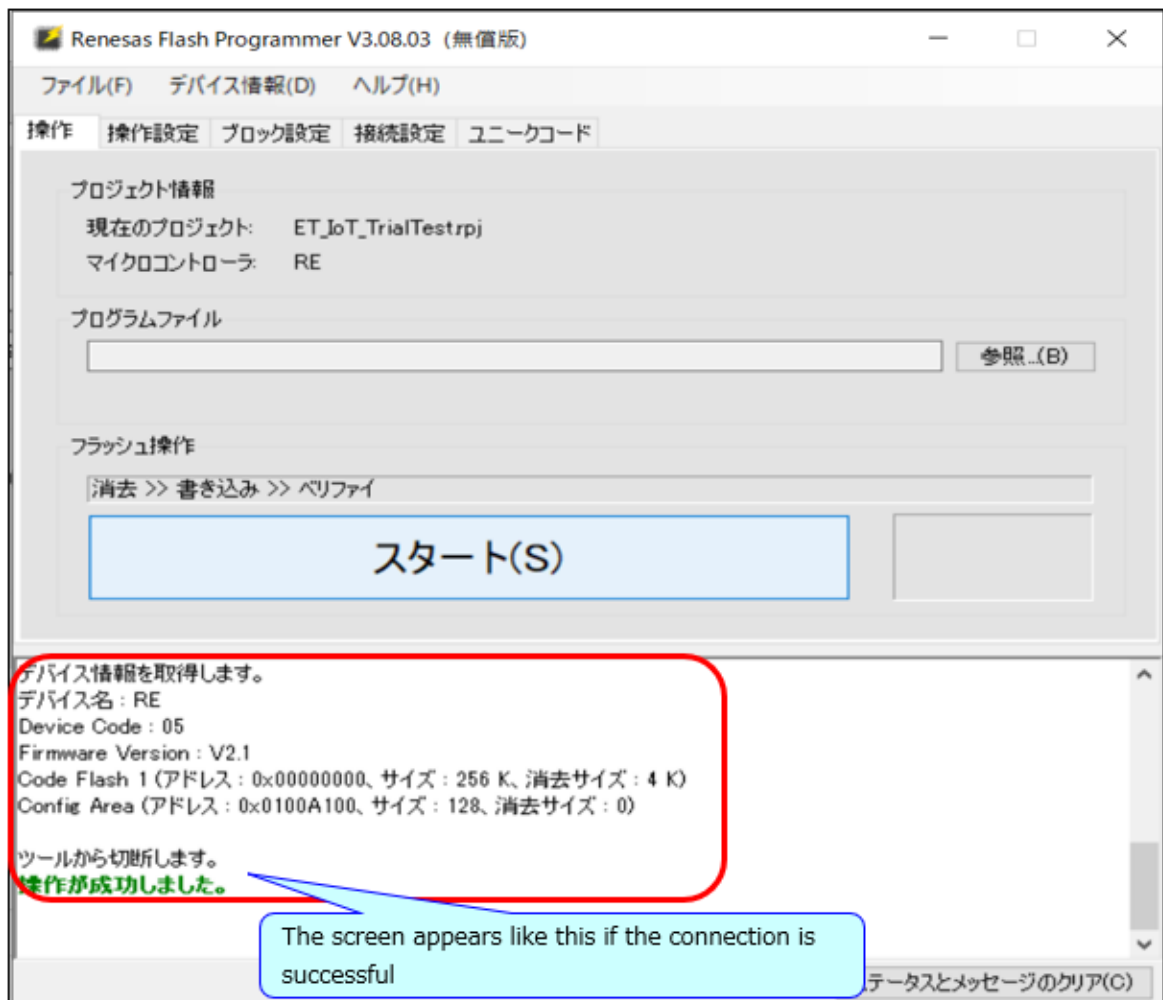 Renesas Flash Programmer V3.08.03 (無償版)
ファイル(F) デバイス情報(D) ヘルプ(H)
操作 操作設定 ブロック設定 接続設定 ユニークコード
プロジェクト情報
現在のプロジェクト: ET_IoT_TrialTest.rpj
マイクロコントローラ: RE
プログラムファイル
参照...(B)
フラッシュ操作
消去 >> 書き込み >> ベリファイ
スタート(S)
デバイス情報を取得します。
デバイス名 : RE
Device Code : 05
Firmware Version : V2.1
Code Flash 1 (アドレス : 0x00000000、サイズ : 256 K、消去サイズ : 4 K)
Config Area (アドレス : 0x0100A100、サイズ : 128、消去サイズ : 0)
ツールから切断します。
操作が成功しました。
The screen appears like this if the connection is
successful
テータスとメッセージのクリア(C)